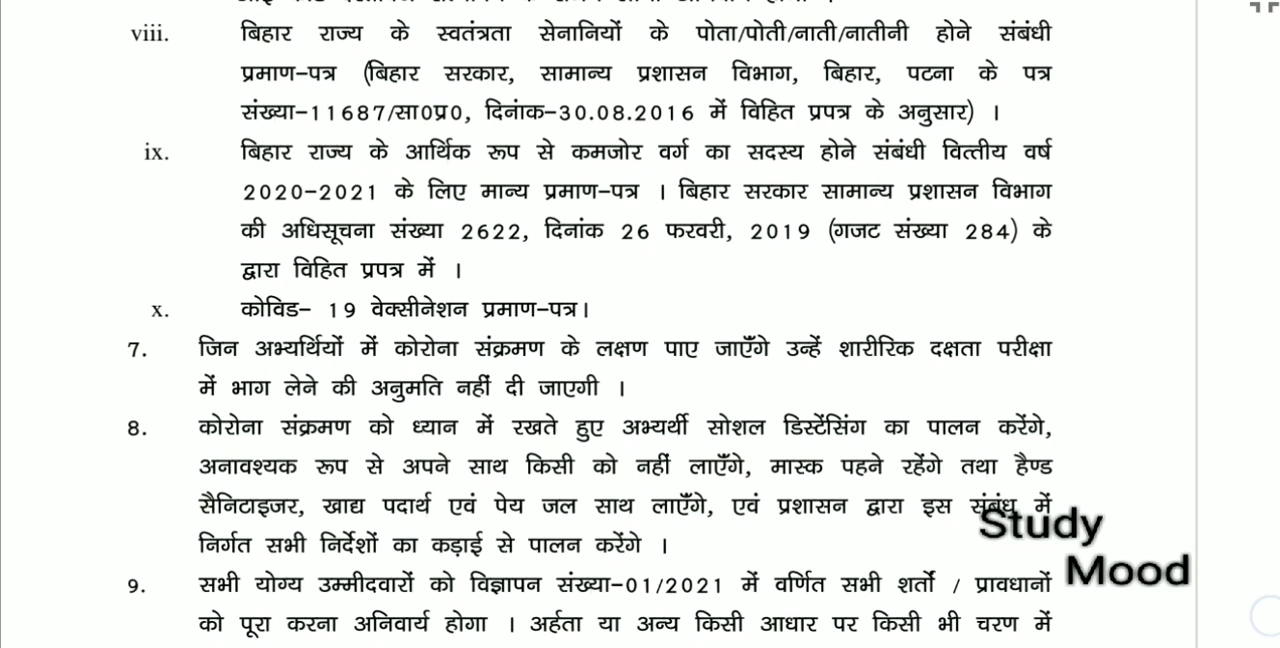 viii. बिहार राज्य के स्वतंत्रता सेनानियों के पोता/पोती/नाती/नातीनी होने संबंधी
प्रमाण-पत्र (बिहार सरकार, सामान्य प्रशासन विभाग, बिहार, पटना के पत्र
संख्या-11687/सा0प्र0, दिनांक-30.08.2016 में विहित प्रपत्र के अनुसार) ।
ix. बिहार राज्य के आर्थिक रूप से कमजोर वर्ग का सदस्य होने संबंधी वित्तीय वर्ष
2020-2021 के लिए मान्य प्रमाण-पत्र । बिहार सरकार सामान्य प्रशासन विभाग
की अधिसूचना संख्या 2622, दिनांक 26 फरवरी, 2019 (गजट संख्या 284) के
द्वारा विहित प्रपत्र में ।
x. कोविड- 19 वेक्सीनेशन प्रमाण-पत्र।
7. जिन अभ्यर्थियों में कोरोना संक्रमण के लक्षण पाए जाएँगे उन्हें शारीरिक दक्षता परीक्षा
में भाग लेने की अनुमति नहीं दी जाएगी ।
8. कोरोना संक्रमण को ध्यान में रखते हुए अभ्यर्थी सोशल डिस्टेंसिंग का पालन करेंगे,
अनावश्यक रूप से अपने साथ किसी को नहीं लाएँगे, मास्क पहने रहेंगे तथा हैण्ड
सैनिटाइजर, खाद्य पदार्थ एवं पेय जल साथ लाएँगे, एवं प्रशासन द्वारा इस संबंध में
निर्गत सभी निर्देशों का कड़ाई से पालन करेंगे ।
Study
Mood
9. सभी योग्य उम्मीदवारों को विज्ञापन संख्या-01/2021 में वर्णित सभी शर्तों / प्रावधानों
को पूरा करना अनिवार्य होगा । अर्हता या अन्य किसी आधार पर किसी भी चरण में